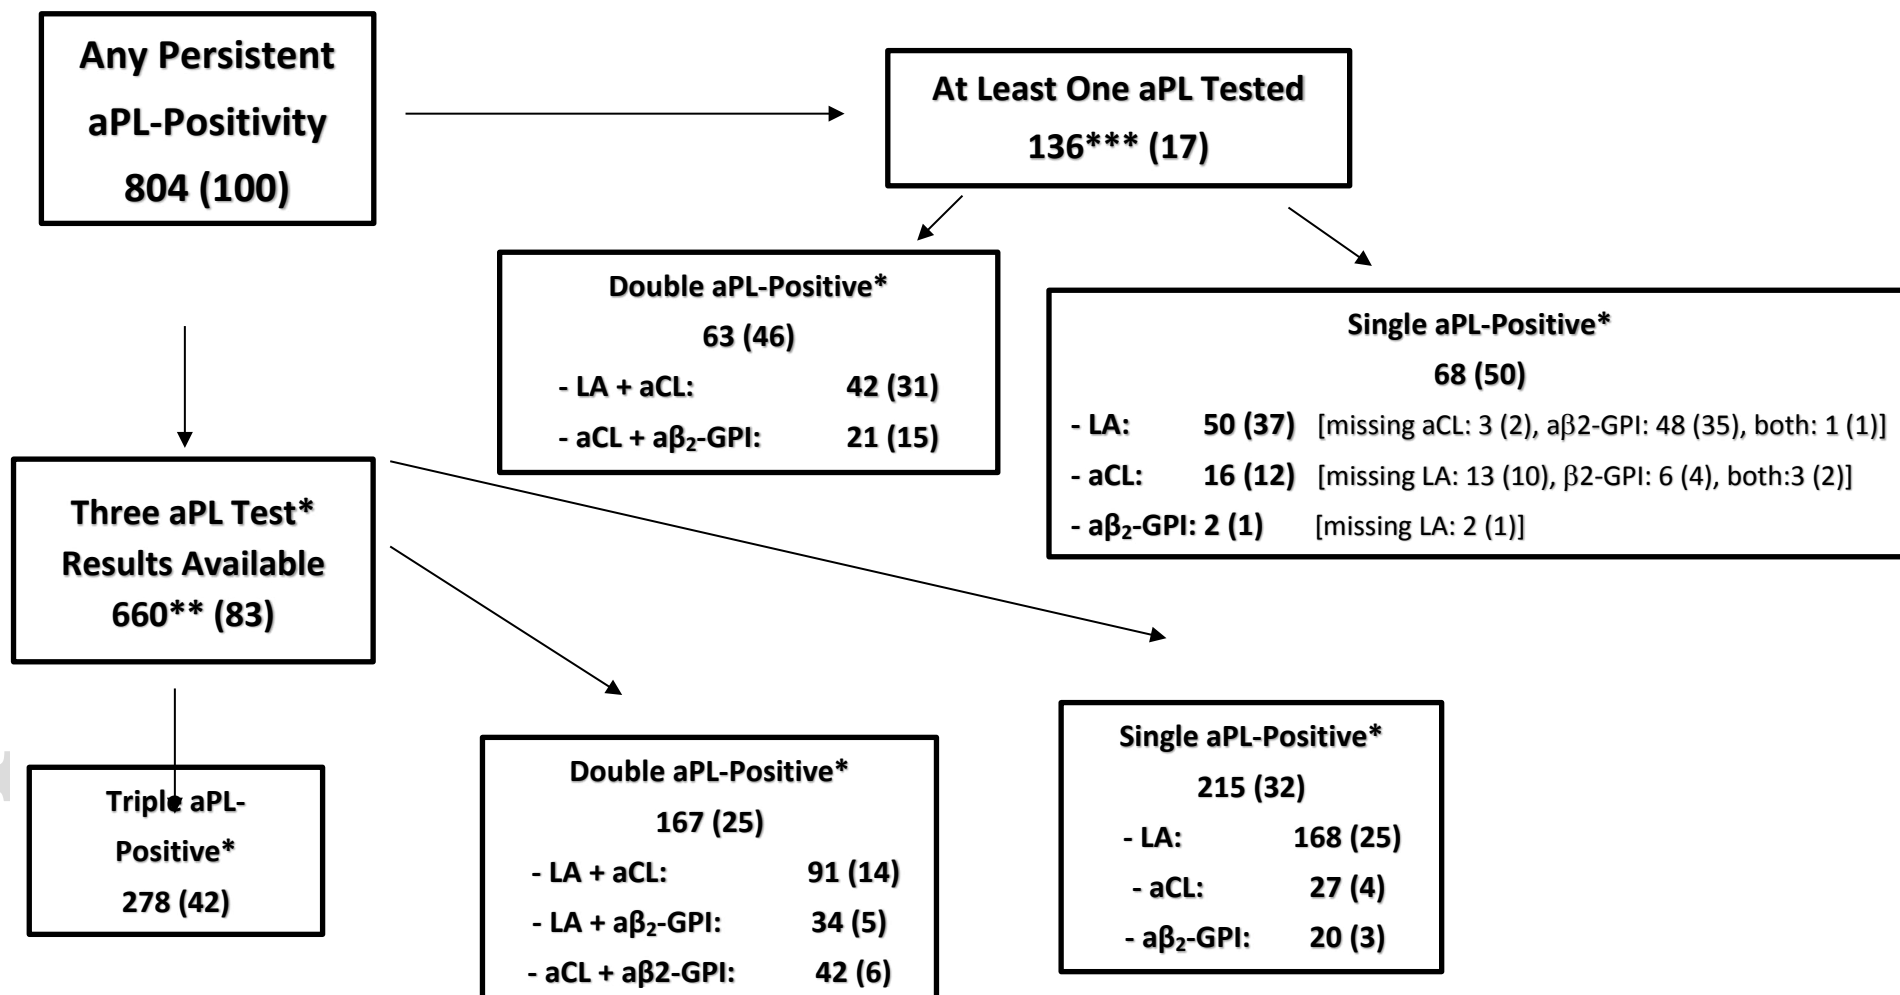 Any Persistent
aPL-Positivity
804 (100)
At Least One aPL Tested
136*** (17)
Double aPL-Positive*
63 (46)
- LA + aCL: 42 (31)
- aCL + aβ₂-GPI: 21 (15)
Single aPL-Positive*
68 (50)
- LA: 50 (37) [missing aCL: 3 (2), aβ2-GPI: 48 (35), both: 1 (1)]
- aCL: 16 (12) [missing LA: 13 (10), β2-GPI: 6 (4), both:3 (2)]
- aβ₂-GPI: 2 (1) [missing LA: 2 (1)]
Three aPL Test*
Results Available
660** (83)
Triple aPL-
Positive*
278 (42)
Double aPL-Positive*
167 (25)
- LA + aCL: 91 (14)
- LA + aβ₂-GPI: 34 (5)
- aCL + aβ2-GPI: 42 (6)
Single aPL-Positive*
215 (32)
- LA: 168 (25)
- aCL: 27 (4)
- aβ₂-GPI: 20 (3)